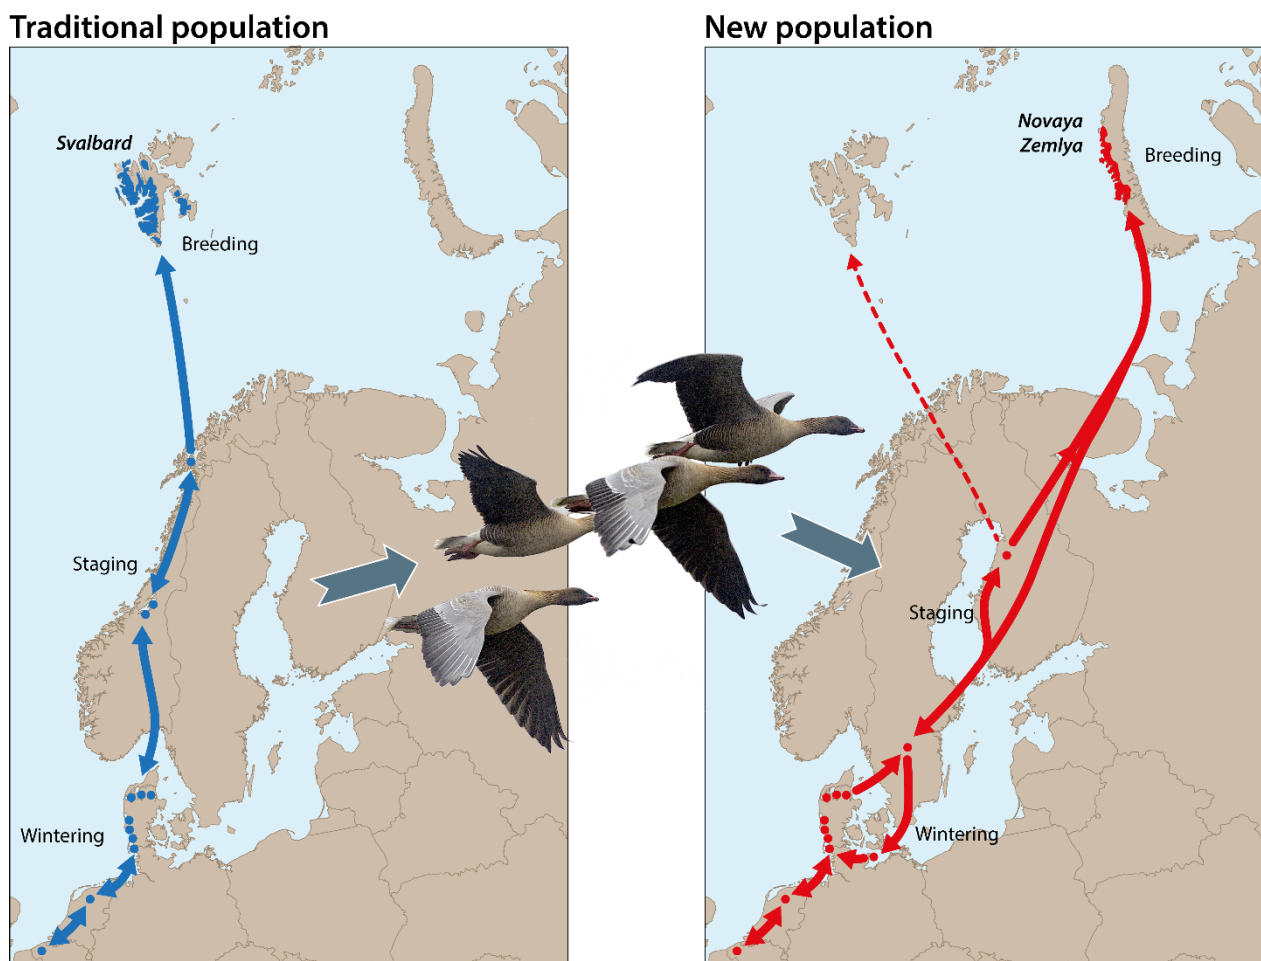 Traditional population
Svalbard
Breeding
Staging
Wintering
New population
Novaya
Zemlya
Breeding
Staging
Wintering